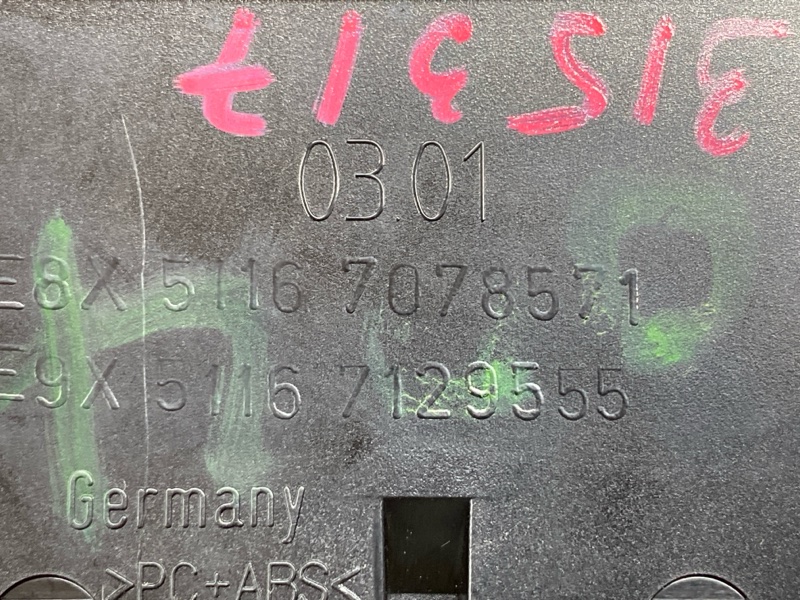 03.01
E8X 5116 7078571
E9X 5116 7129555
Germany
>PC+ABS<